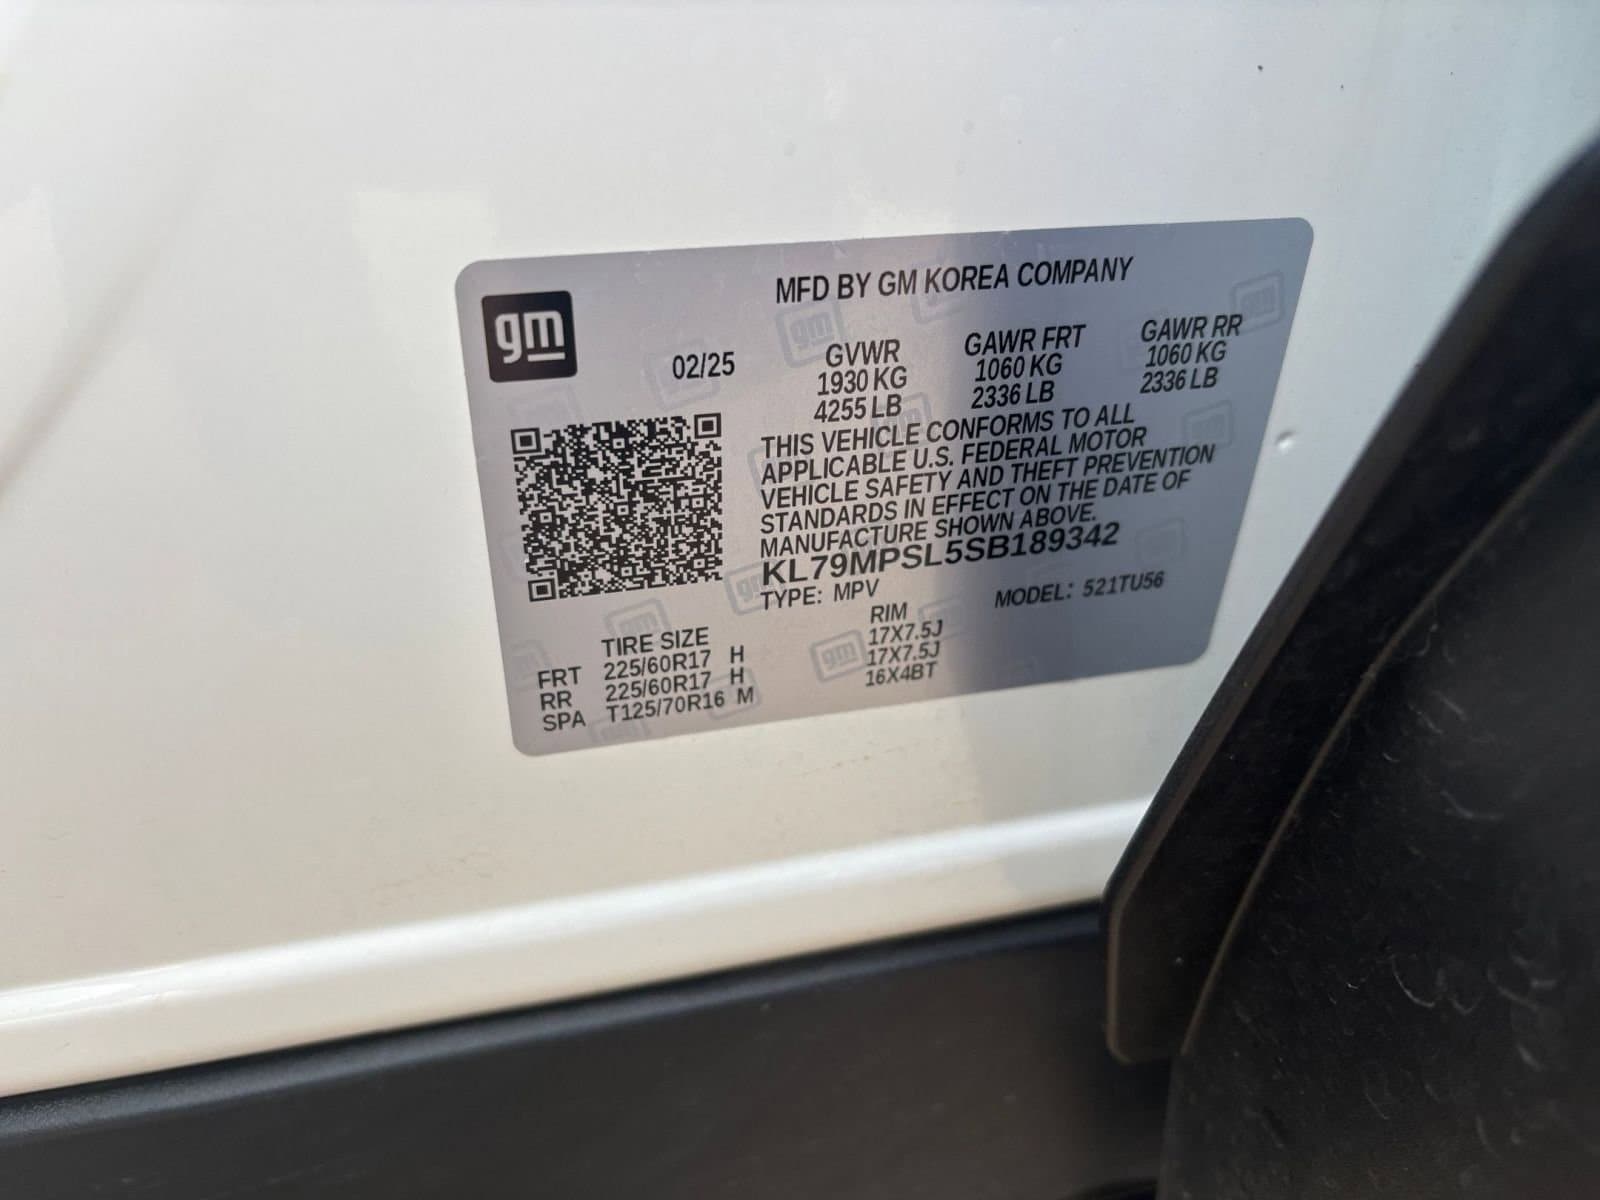 MFD BY GM KOREA COMPANY
gm
02/25
GVWR GAWR FRT GAWR RR
1930 KG 1060 KG 1060 KG
4255 LB 2336 LB 2336 LB
THIS VEHICLE CONFORMS TO ALL
APPLICABLE U.S. FEDERAL MOTOR
VEHICLE SAFETY AND THEFT PREVENTION
STANDARDS IN EFFECT ON THE DATE OF
MANUFACTURE SHOWN ABOVE.
KL79MPSL5SB189342
TYPE: MPV MODEL: 521TU56
TIRE SIZE RIM
FRT 225/60R17 H 17X7.5J
RR 225/60R17 H 17X7.5J
SPA T125/70R16 M 16X4BT